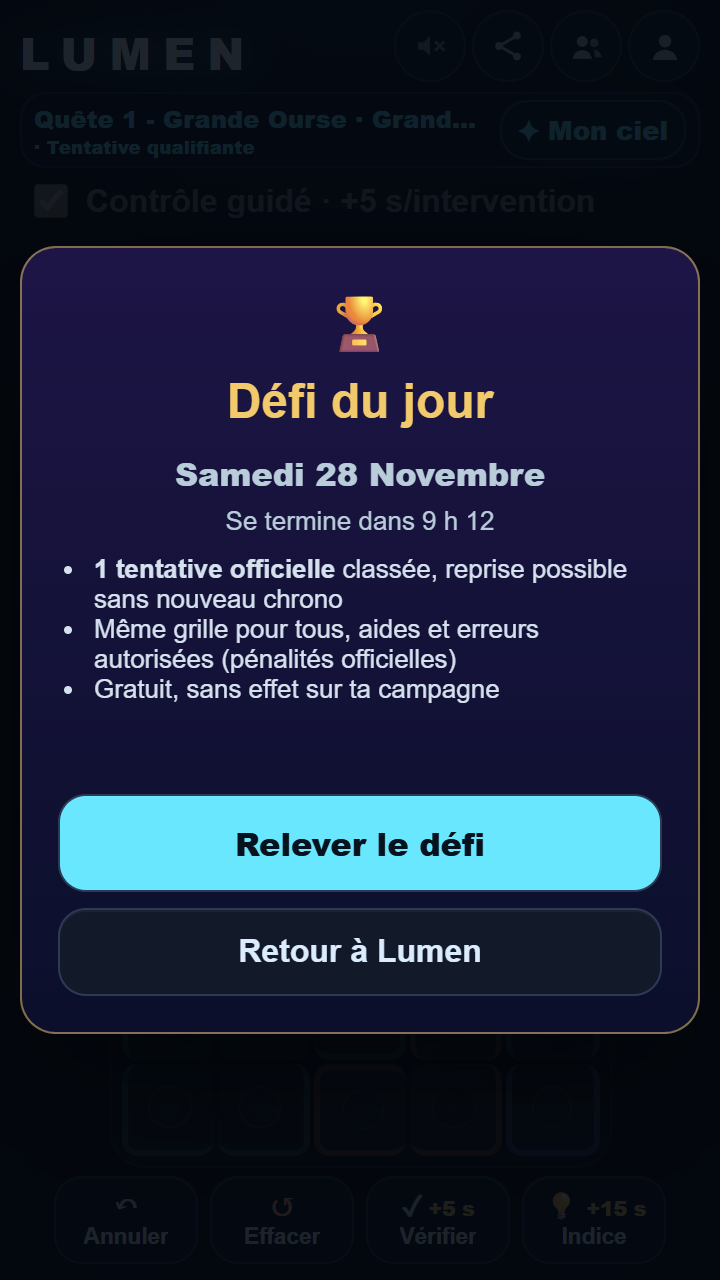 LUMEN
Quête 1 - Grande Ourse · Grand...
· Tentative qualifiante
✦ Mon ciel
Contrôle guidé · +5 s/intervention
Défi du jour
Samedi 28 Novembre
Se termine dans 9 h 12
• 1 tentative officielle classée, reprise possible
sans nouveau chrono
• Même grille pour tous, aides et erreurs
autorisées (pénalités officielles)
• Gratuit, sans effet sur ta campagne
Relever le défi
Retour à Lumen
↶
Annuler
↺
Effacer
✓ +5 s
Vérifier
💡 +15 s
Indice